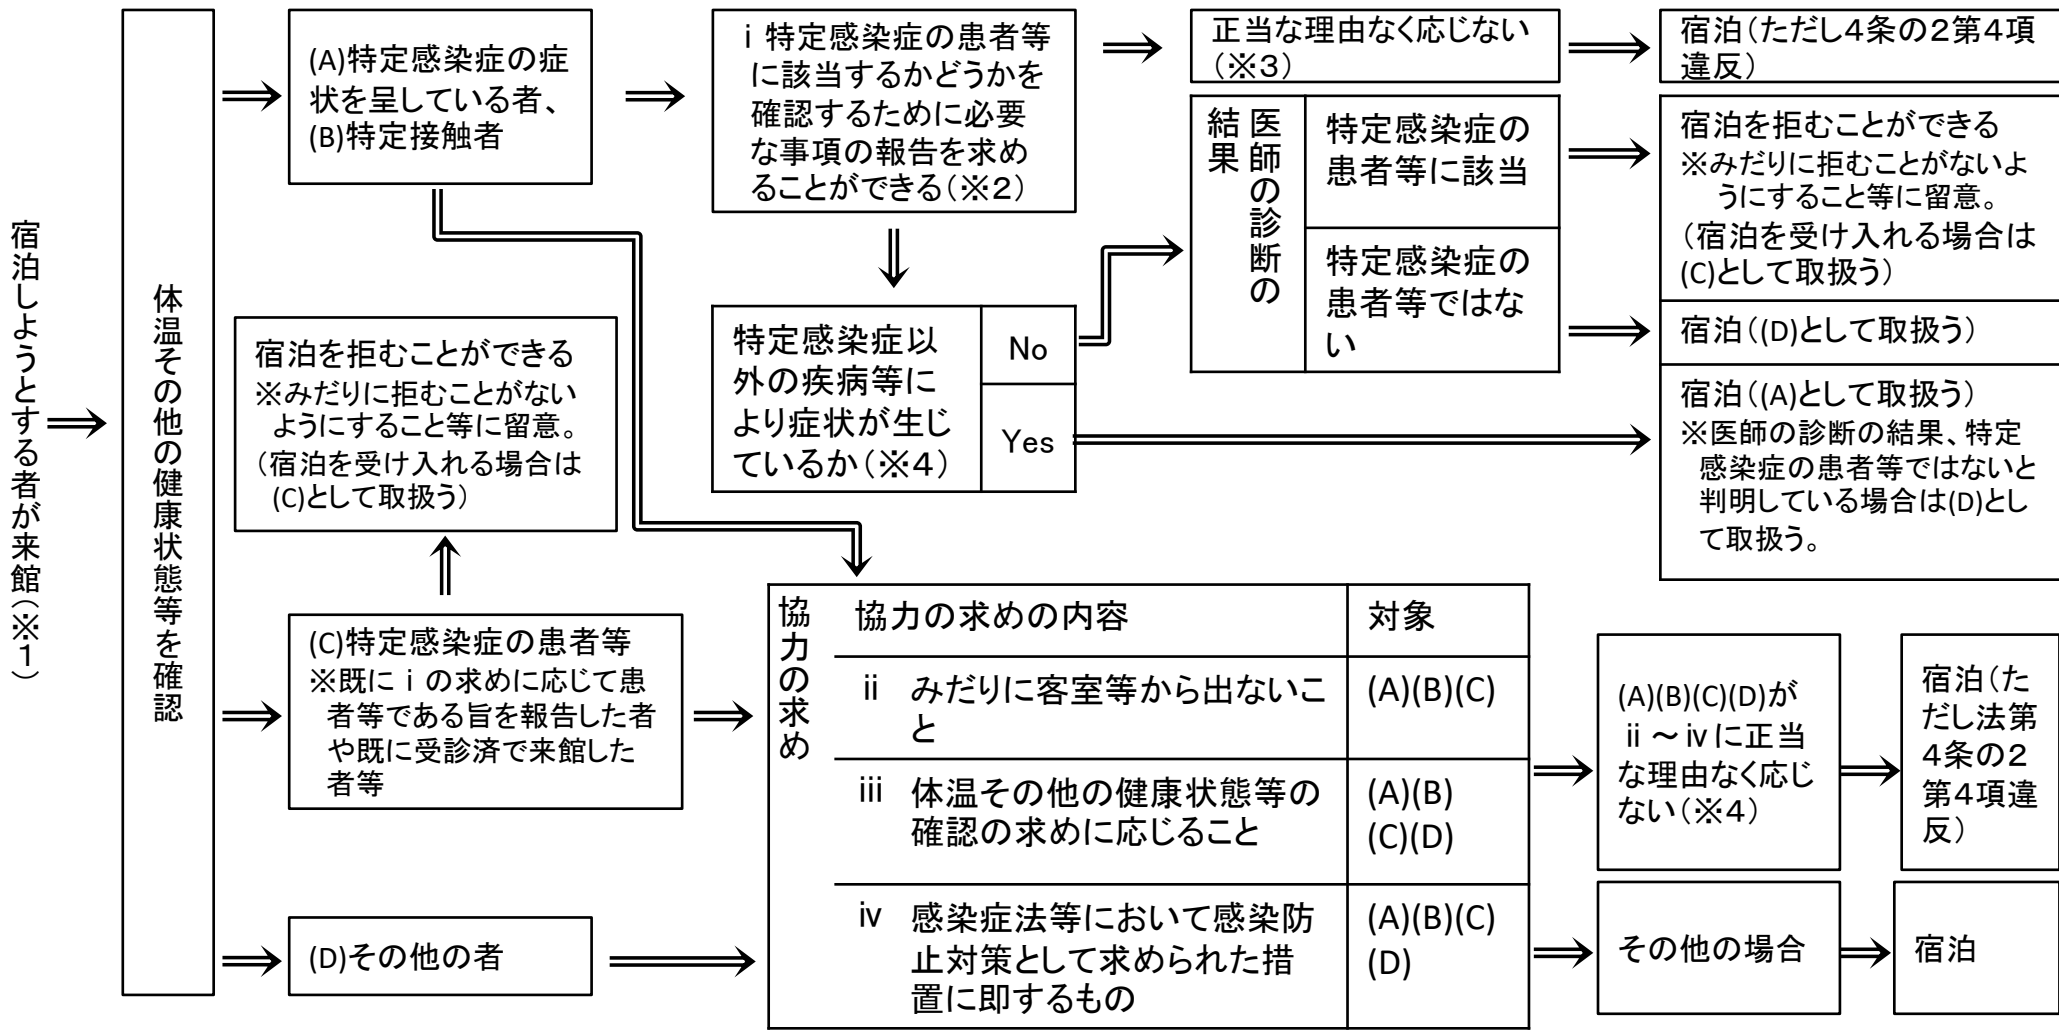 宿泊しようとする者が来館（※１）
体温その他の健康状態等を確認
(A)特定感染症の症
状を呈している者、
(B)特定接触者
ⅰ特定感染症の患者等
に該当するかどうかを
確認するために必要
な事項の報告を求め
ることができる（※２）
正当な理由なく応じない
（※３）
宿泊（ただし４条の２第４項
違反）
医師の診断の
結果
特定感染症の
患者等に該当
宿泊を拒むことができる
※みだりに拒むことがないよ
うにすること等に留意。
（宿泊を受け入れる場合は
(C)として取扱う）
特定感染症の
患者等ではな
い
宿泊（(D)として取扱う）
特定感染症以
外の疾病等に
より症状が生じ
ているか（※４）
No
Yes
宿泊（(A)として取扱う）
※医師の診断の結果、特定
感染症の患者等ではないと
判明している場合は(D)とし
て取扱う。
宿泊を拒むことができる
※みだりに拒むことがない
ようにすること等に留意。
（宿泊を受け入れる場合は
(C)として取扱う）
(C)特定感染症の患者等
※既にⅰの求めに応じて患
者等である旨を報告した者
や既に受診済で来館した
者等
(D)その他の者
協力の求め
協力の求めの内容
対象
ⅱ みだりに客室等から出ないこ
と
(A)(B)(C)
ⅲ 体温その他の健康状態等の
確認の求めに応じること
(A)(B)
(C)(D)
ⅳ 感染症法等において感染防
止対策として求められた措
置に即するもの
(A)(B)(C)
(D)
(A)(B)(C)(D)が
ⅱ～ⅳに正当
な理由なく応じ
ない（※４）
宿泊（た
だし法第
４条の２
第４項違
反）
その他の場合
宿泊